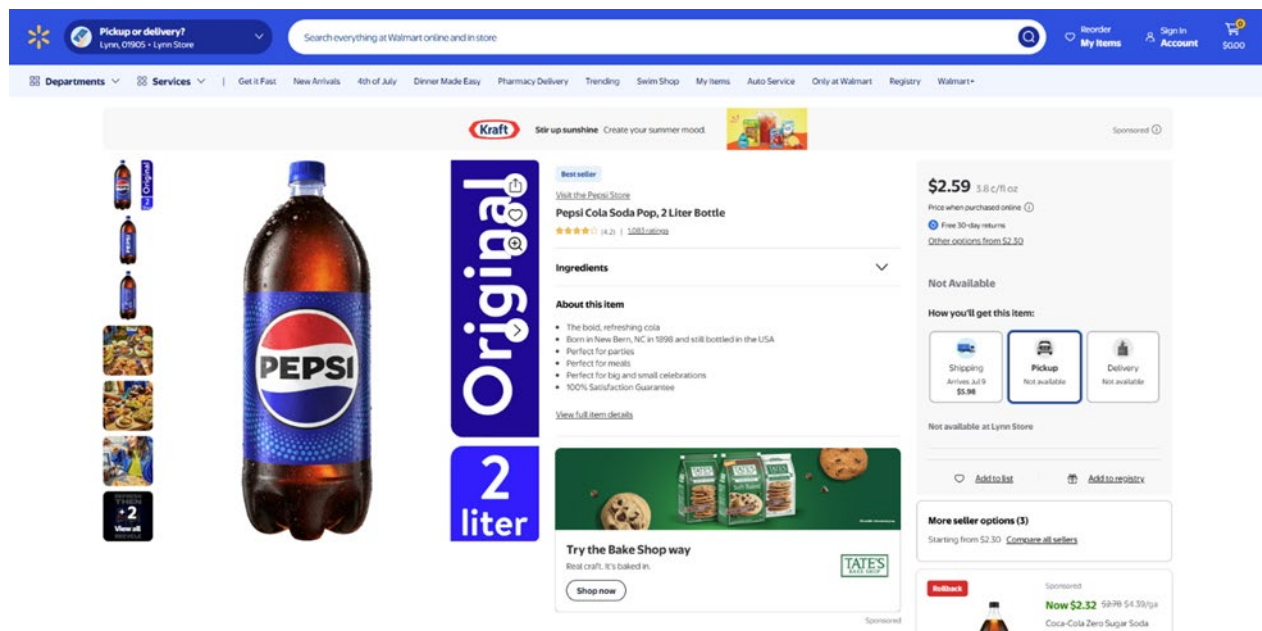 Pickup or delivery?
Lynn, 01905 • Lynn Store
Search everything at Walmart online and in store
Reorder
My Items
Sign In
Account
0
$0.00
Departments
Services
Get it Fast
New Arrivals
4th of July
Dinner Made Easy
Pharmacy Delivery
Trending
Swim Shop
My Items
Auto Service
Only at Walmart
Registry
Walmart+
Kraft
Stir up sunshine Create your summer mood.
Sponsored
Original
2
PEPSI
+2
View all
Original
2
liter
Best seller
Visit the Pepsi Store
Pepsi Cola Soda Pop, 2 Liter Bottle
(4.2) | 1,083 ratings
Ingredients
About this item
• The bold, refreshing cola
• Born in New Bern, NC in 1898 and still bottled in the USA
• Perfect for parties
• Perfect for meals
• Perfect for big and small celebrations
• 100% Satisfaction Guarantee
View full item details
TATE'S
TATE'S
TATE'S
Try the Bake Shop way
Real craft. It's baked in.
Shop now
TATE'S
BAKE SHOP
Sponsored
$2.59 3.8 ¢/fl oz
Price when purchased online
Free 30-day returns
Other options from $2.30
Not Available
How you'll get this item:
Shipping
Arrives Jul 9
$5.98
Pickup
Not available
Delivery
Not available
Not available at Lynn Store
Add to list
Add to registry
More seller options (3)
Starting from $2.30 Compare all sellers
Rollback
Sponsored
Now $2.32 $2.78 $4.39/ga
Coca-Cola Zero Sugar Soda